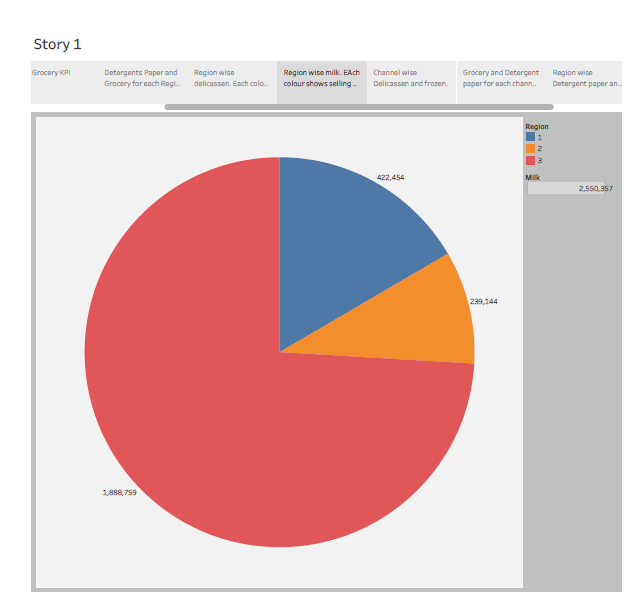 Story 1
Grocery KPI
Detergents Paper and
Grocery for each Regi..
Region wise
delicassen. Each colo..
Region wise milk. EAch
colour shows selling ..
Channel wise
Delicassen and frozen.
Grocery and Detergent
paper for each chann..
Region wise
Detergent paper an..
Region
1
2
3
Milk
2,550,357
422,454
239,144
1,888,759